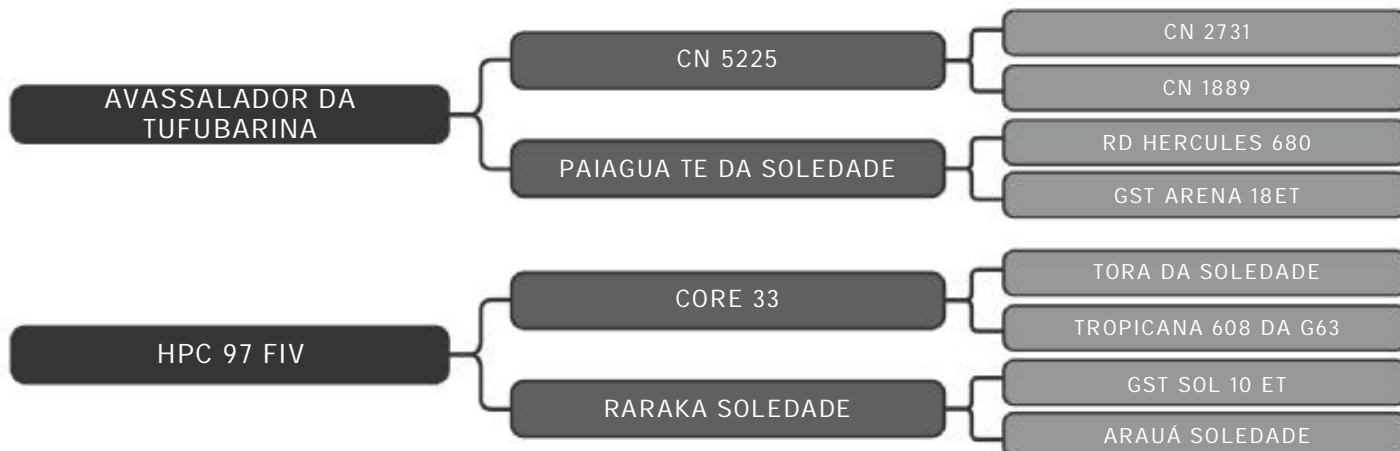 AVASSALADOR DA
TUFUBARINA
CN 5225
CN 2731
CN 1889
PAIAGUA TE DA SOLEDADE
RD HERCULES 680
GST ARENA 18ET
HPC 97 FIV
CORE 33
TORA DA SOLEDADE
TROPICANA 608 DA G63
RARAKA SOLEDADE
GST SOL 10 ET
ARAUÁ SOLEDADE